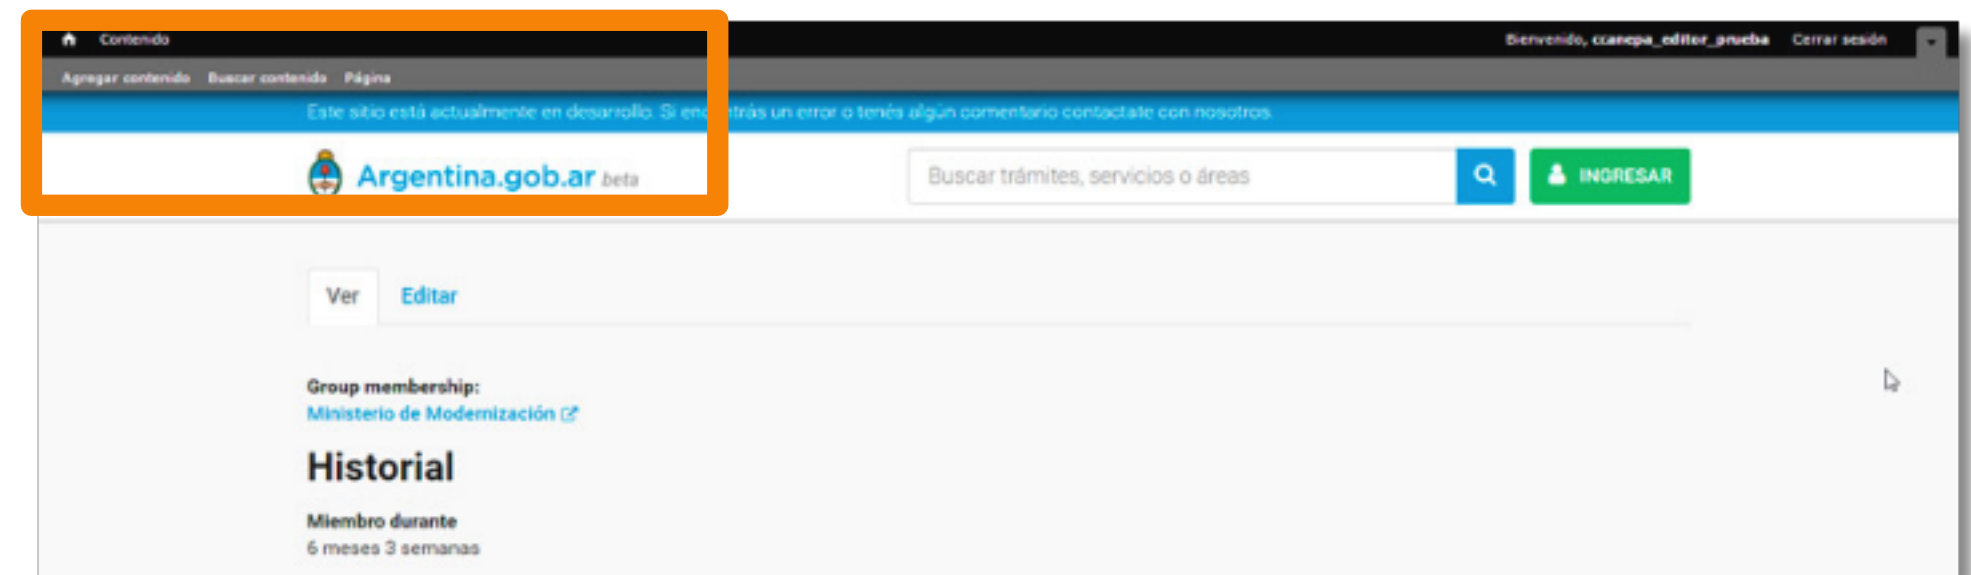 Contenido Bienvenido, ccanepa_editor_prueba Cerrar sesión
Agregar contenido Buscar contenido Página
Este sitio está actualmente en desarrollo. Si enc trás un error o tenés algún comentario contactate con nosotros.
Argentina.gob.ar beta Buscar trámites, servicios o áreas INGRESAR
Ver Editar
Group membership:
Ministerio de Modernización
Historial
Miembro durante
6 meses 3 semanas